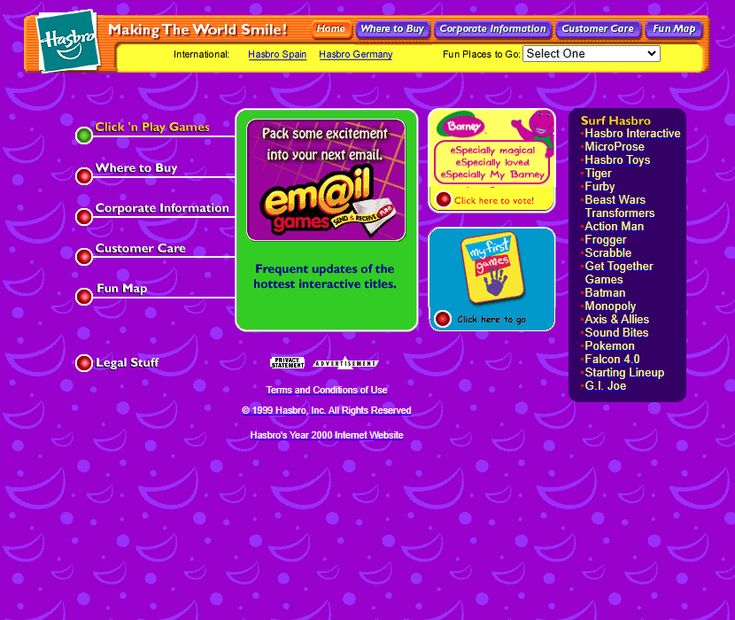 Hasbro
Making The World Smile!
Home
Where to Buy
Corporate Information
Customer Care
Fun Map
International:
Hasbro Spain
Hasbro Germany
Fun Places to Go:
Select One
Click 'n Play Games
Where to Buy
Corporate Information
Customer Care
Fun Map
Legal Stuff
Pack some excitement
into your next email.
em@il
games
SEND & RECEIVE
FUN!
Frequent updates of the
hottest interactive titles.
Barney
eSpecially magical
eSpecially loved
eSpecially My Barney
Click here to vote!
my first
games
Click here to go
Surf Hasbro
•Hasbro Interactive
•MicroProse
•Hasbro Toys
•Tiger
•Furby
•Beast Wars
Transformers
•Action Man
•Frogger
•Scrabble
•Get Together
Games
•Batman
•Monopoly
•Axis & Allies
•Sound Bites
•Pokemon
•Falcon 4.0
•Starting Lineup
•G.I. Joe
PRIVACY
STATEMENT
ADVERTISEMENT
Terms and Conditions of Use
© 1999 Hasbro, Inc. All Rights Reserved
Hasbro's Year 2000 Internet Website